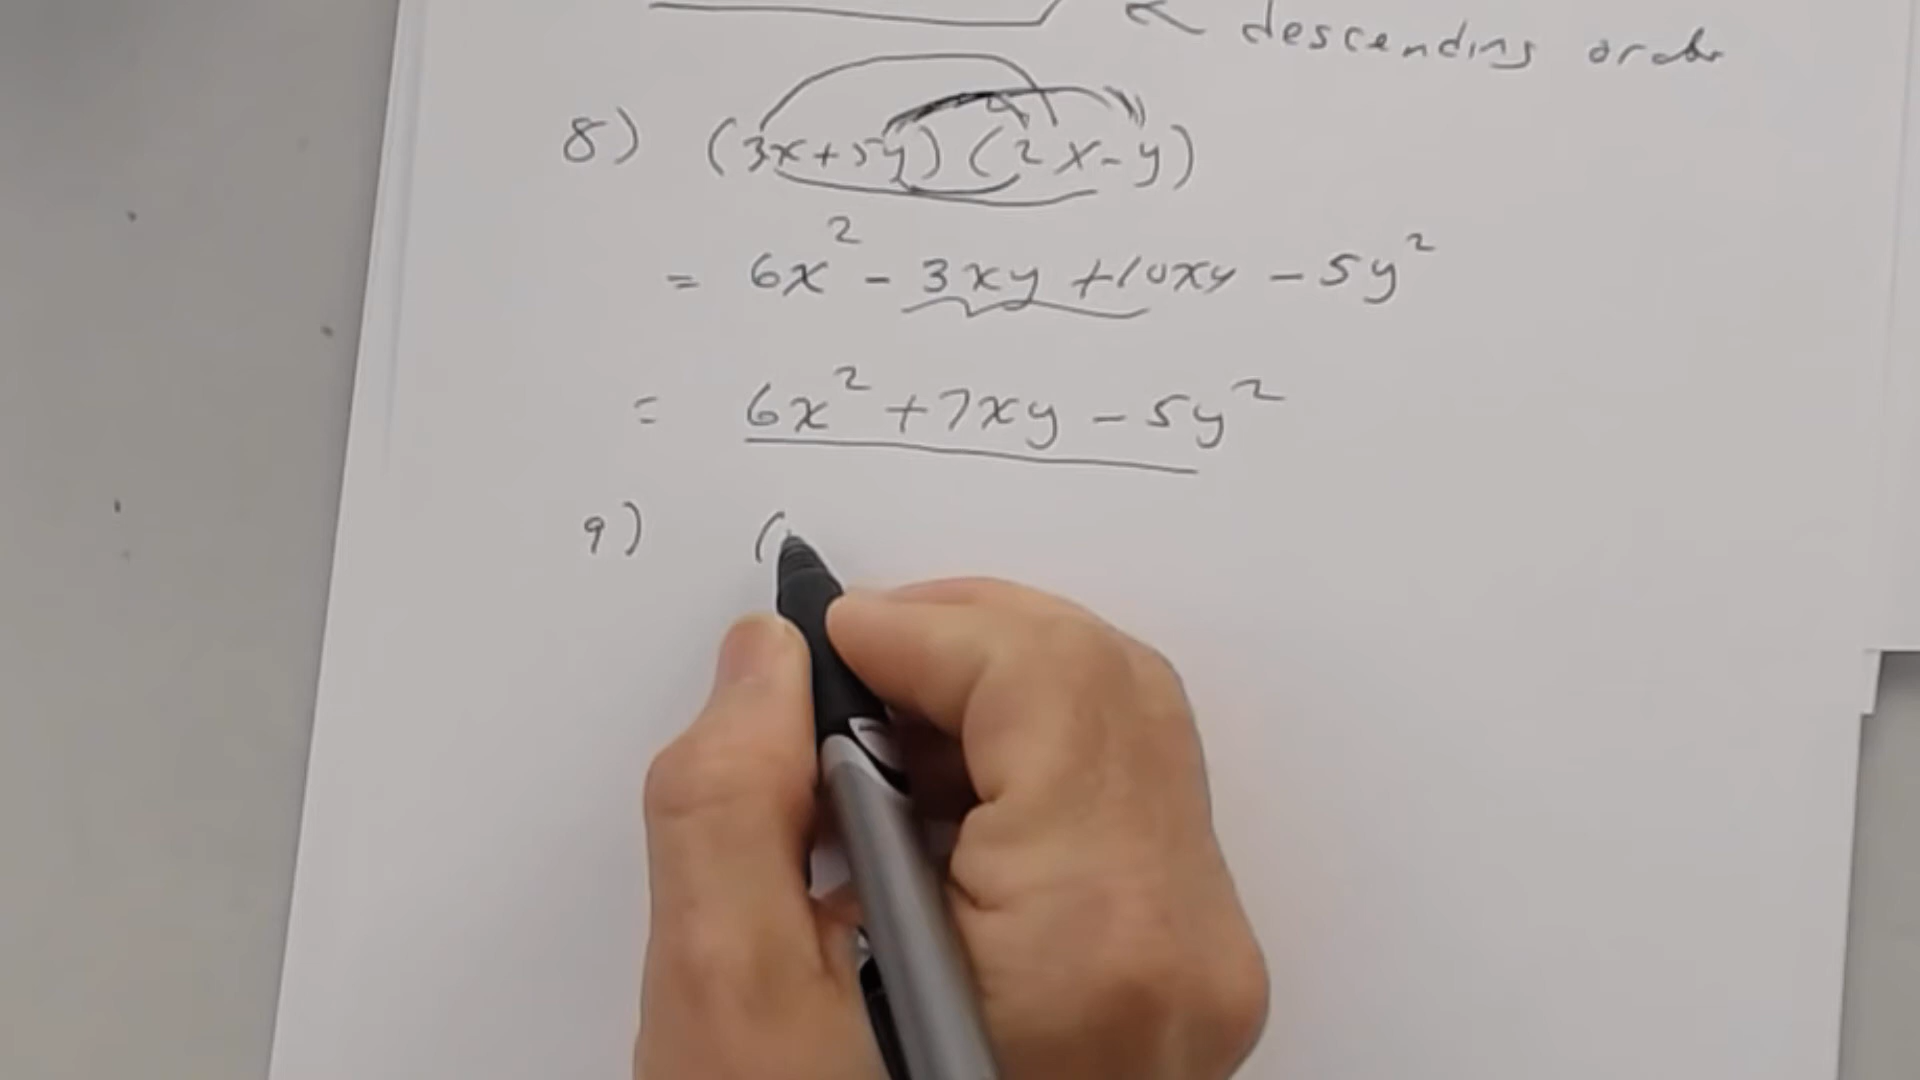 ← descending order
8) (3x+5y)(2x-y)
= 6x² - 3xy +10xy - 5y²
= 6x² +7xy - 5y²
9) (